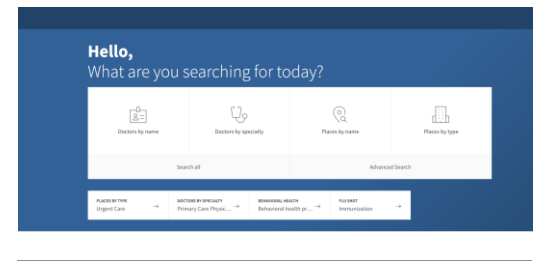 Hello,
What are you searching for today?
Doctors by name
Doctors by specialty
Places by name
Places by type
Search all
Advanced Search
PLACES BY TYPE
Urgent Care →
DOCTORS BY SPECIALTY
Primary Care Physic... →
BEHAVIORAL HEALTH
Behavioral health pr... →
FLU SHOT
Immunization →